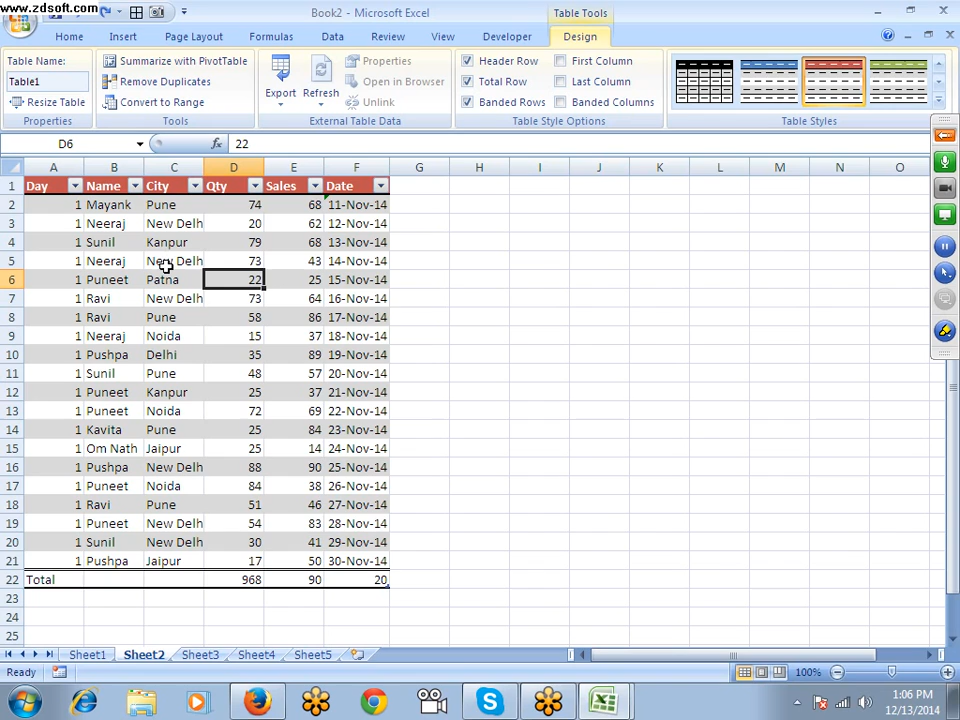 www.zdsoft.com
Book2 - Microsoft Excel
Table Tools
Home Insert Page Layout Formulas Data Review View Developer Design
Table Name:
Table1
Resize Table
Properties
Summarize with PivotTable
Remove Duplicates
Convert to Range
Tools
Export Refresh
Properties
Open in Browser
Unlink
External Table Data
Header Row First Column
Total Row Last Column
Banded Rows Banded Columns
Table Style Options
Table Styles
D6 fx 22
A B C D E F G H I J K L M N O
1 Day Name City Qty Sales Date
2 1 Mayank Pune 74 68 11-Nov-14
3 1 Neeraj New Delh 20 62 12-Nov-14
4 1 Sunil Kanpur 79 68 13-Nov-14
5 1 Neeraj New Delh 73 43 14-Nov-14
6 1 Puneet Patna 22 25 15-Nov-14
7 1 Ravi New Delh 73 64 16-Nov-14
8 1 Ravi Pune 58 86 17-Nov-14
9 1 Neeraj Noida 15 37 18-Nov-14
10 1 Pushpa Delhi 35 89 19-Nov-14
11 1 Sunil Pune 48 57 20-Nov-14
12 1 Puneet Kanpur 25 37 21-Nov-14
13 1 Puneet Noida 72 69 22-Nov-14
14 1 Kavita Pune 25 84 23-Nov-14
15 1 Om Nath Jaipur 25 14 24-Nov-14
16 1 Pushpa New Delh 88 90 25-Nov-14
17 1 Puneet Noida 84 38 26-Nov-14
18 1 Ravi Pune 51 46 27-Nov-14
19 1 Puneet New Delh 54 83 28-Nov-14
20 1 Sunil New Delh 30 41 29-Nov-14
21 1 Pushpa Jaipur 17 50 30-Nov-14
22 Total 968 90 20
23
24
25
Sheet1 Sheet2 Sheet3 Sheet4 Sheet5
Ready 100%
1:06 PM
12/13/2014